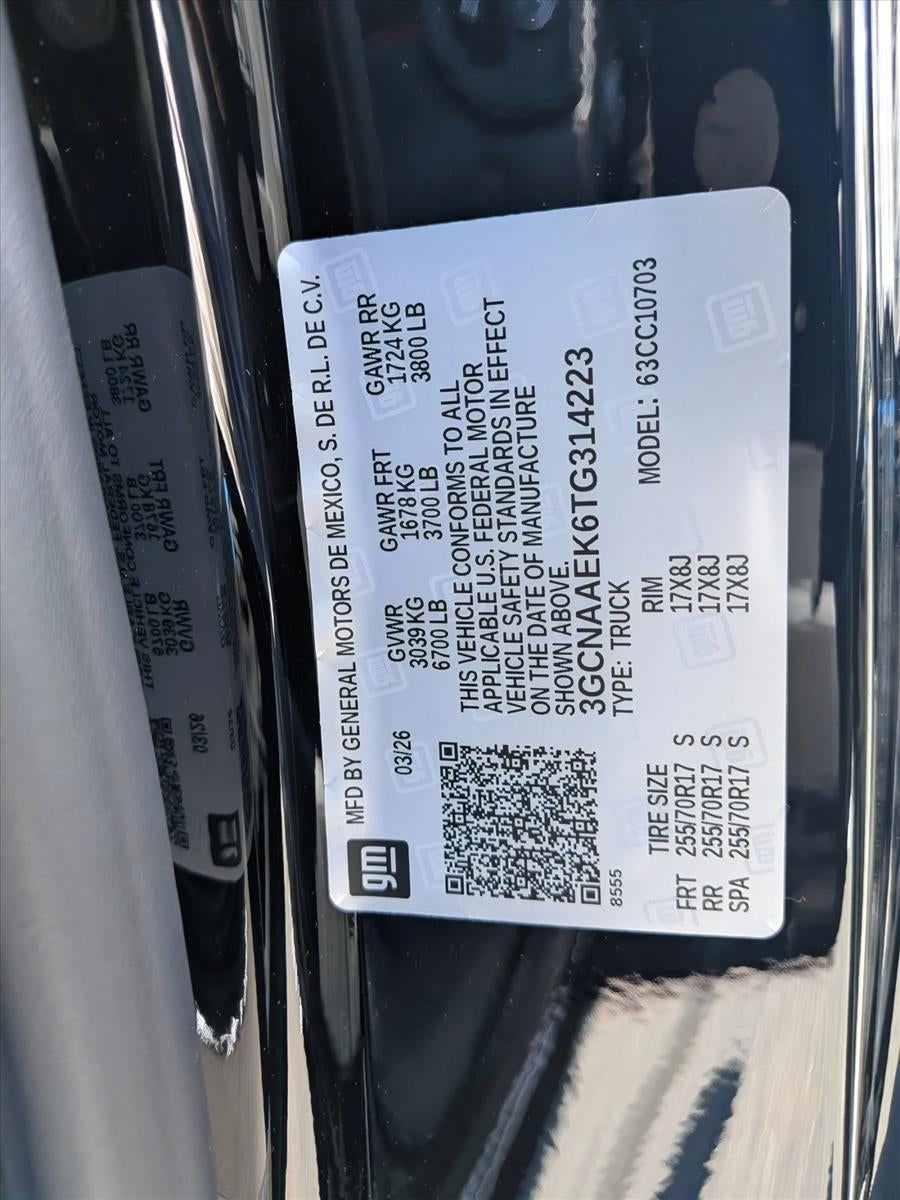 gm
MFD BY GENERAL MOTORS DE MEXICO, S. DE R.L. DE C.V.
03/26
GVWR GAWR FRT GAWR RR
3039 KG 1678 KG 1724 KG
6700 LB 3700 LB 3800 LB
THIS VEHICLE CONFORMS TO ALL
APPLICABLE U.S. FEDERAL MOTOR
VEHICLE SAFETY STANDARDS IN EFFECT
ON THE DATE OF MANUFACTURE
SHOWN ABOVE.
3GCNAAEK6TG314223
8555
TYPE: TRUCK
MODEL: 63CC10703
TIRE SIZE RIM
FRT 255/70R17 S 17X8J
RR 255/70R17 S 17X8J
SPA 255/70R17 S 17X8J